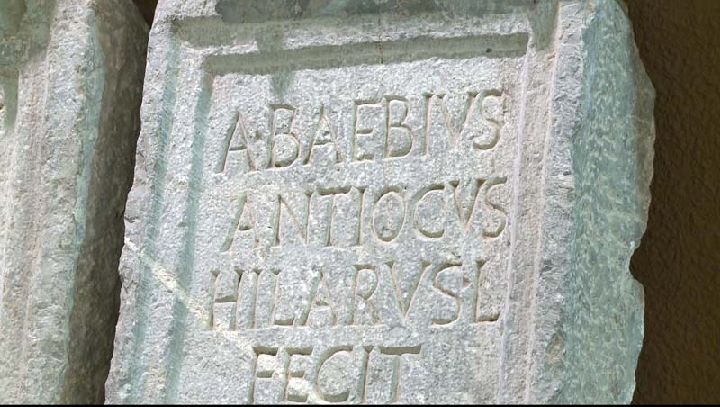 A·BAEBIVS
ANTIOCVS
HILARVS·L
FECIT